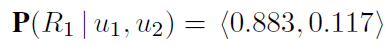 P(R₁ | u₁, u₂) = ⟨0.883, 0.117⟩